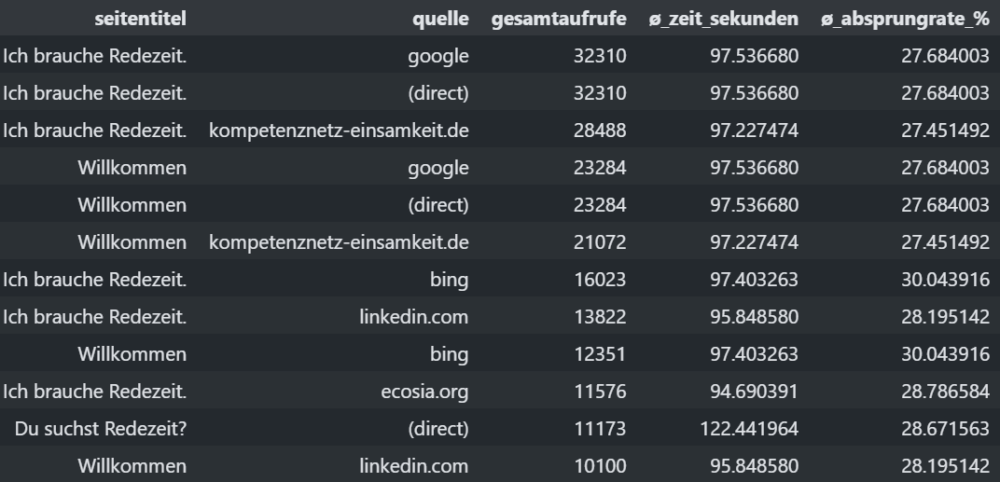 seitentitel quelle gesamtaufrufe ø_zeit_sekunden ø_absprungrate_%
Ich brauche Redezeit. google 32310 97.536680 27.684003
Ich brauche Redezeit. (direct) 32310 97.536680 27.684003
Ich brauche Redezeit. kompetenznetz-einsamkeit.de 28488 97.227474 27.451492
Willkommen google 23284 97.536680 27.684003
Willkommen (direct) 23284 97.536680 27.684003
Willkommen kompetenznetz-einsamkeit.de 21072 97.227474 27.451492
Ich brauche Redezeit. bing 16023 97.403263 30.043916
Ich brauche Redezeit. linkedin.com 13822 95.848580 28.195142
Willkommen bing 12351 97.403263 30.043916
Ich brauche Redezeit. ecosia.org 11576 94.690391 28.786584
Du suchst Redezeit? (direct) 11173 122.441964 28.671563
Willkommen linkedin.com 10100 95.848580 28.195142